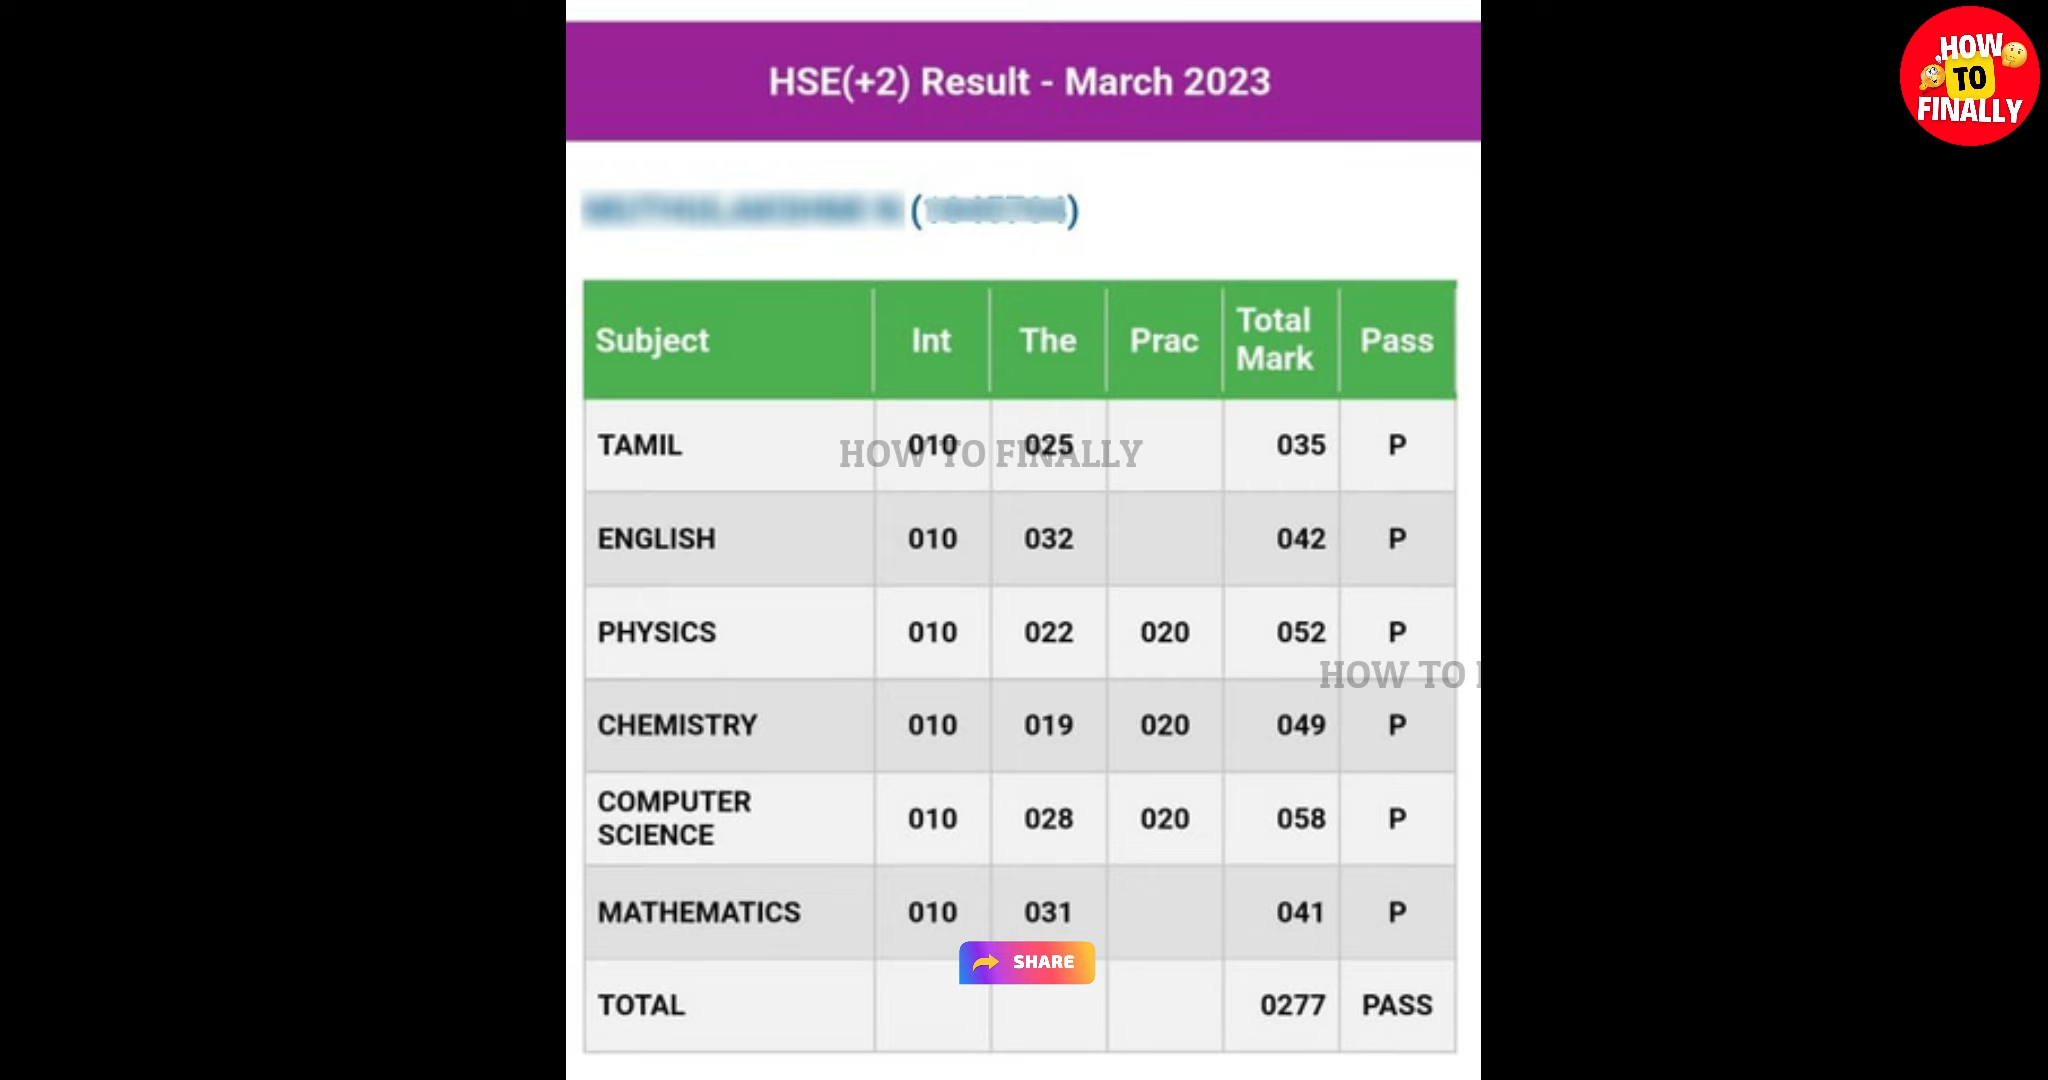 HOW
TO
FINALLY
HSE(+2) Result - March 2023
Subject Int The Prac Total Mark Pass
TAMIL 010 025 035 P
HOW TO FINALLY
ENGLISH 010 032 042 P
PHYSICS 010 022 020 052 P
HOW TO
CHEMISTRY 010 019 020 049 P
COMPUTER SCIENCE 010 028 020 058 P
MATHEMATICS 010 031 041 P
SHARE
TOTAL 0277 PASS